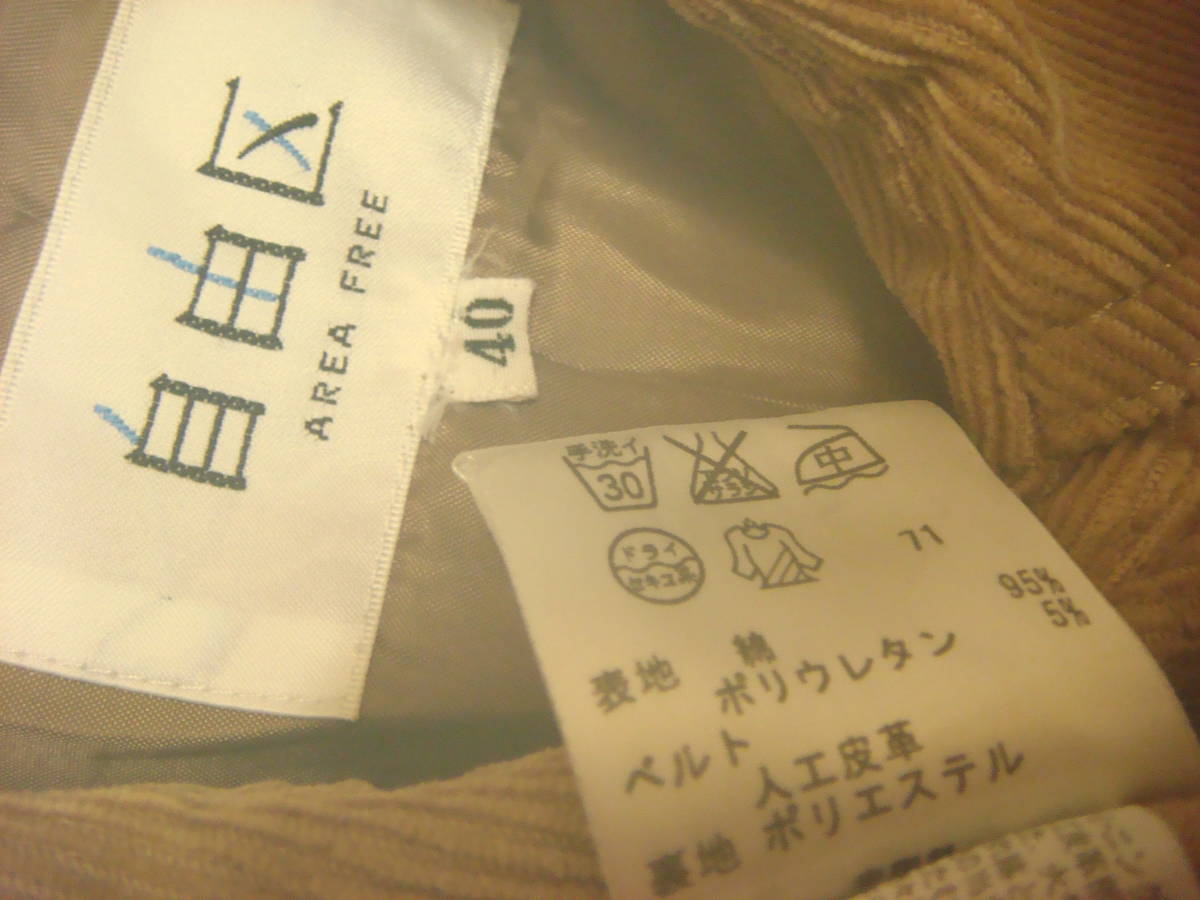 自由区
AREA FREE
40
手洗イ
30
中
ドライ
セキユ系
11
表地 綿 95%
ポリウレタン 5%
ベルト
人工皮革
裏地 ポリエステル